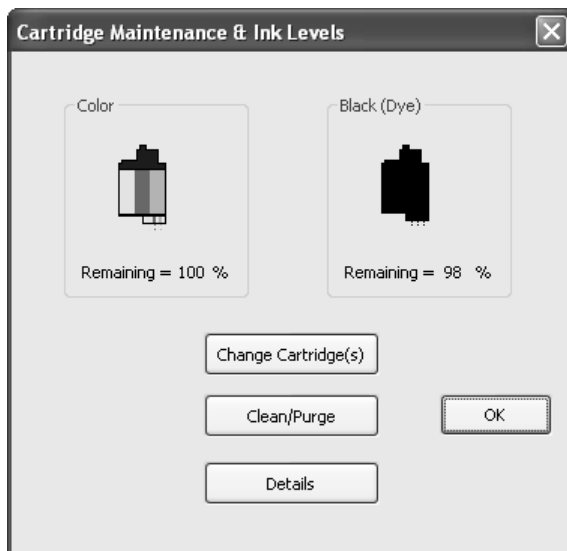 Cartridge Maintenance & Ink Levels
Color
Black (Dye)
Remaining = 100 %
Remaining = 98 %
Change Cartridge(s)
Clean/Purge
OK
Details